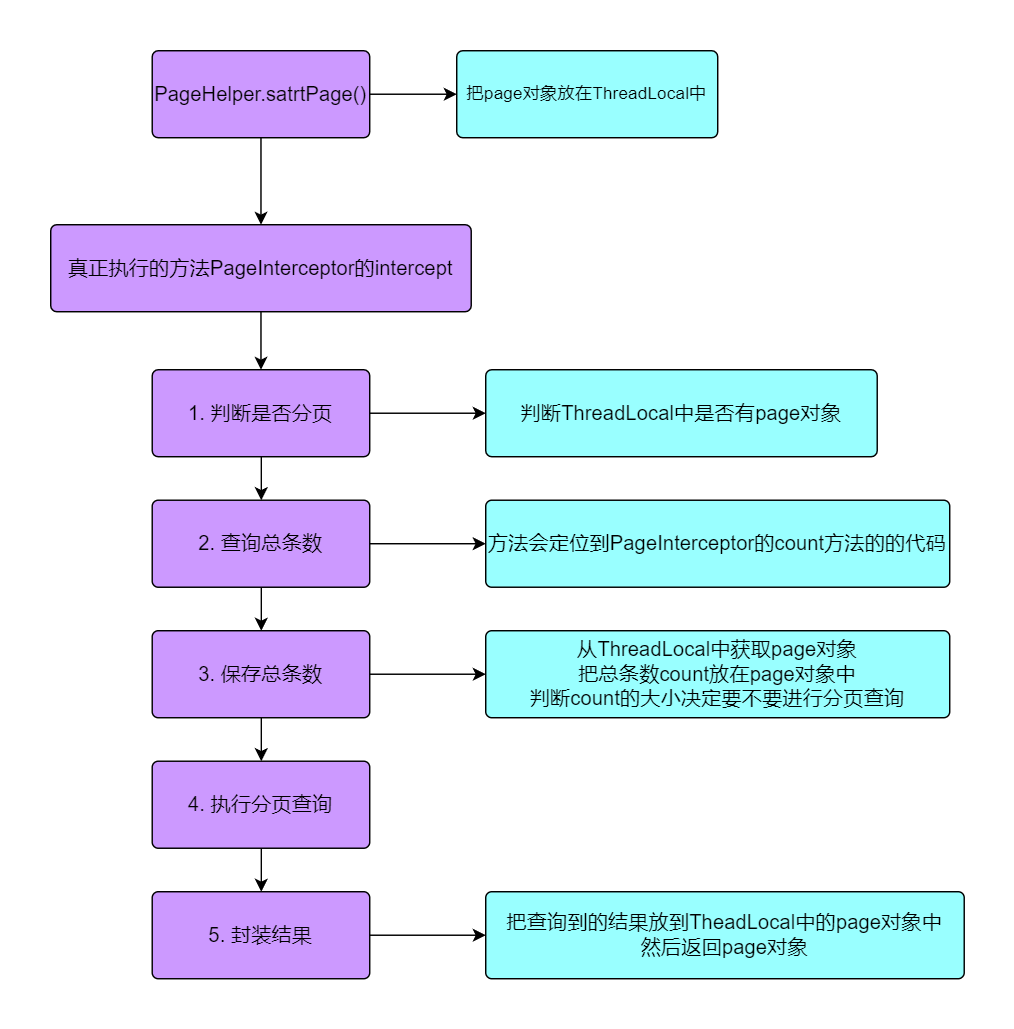 PageHelper.satrtPage()
把page对象放在ThreadLocal中
真正执行的方法PageInterceptor的intercept
1. 判断是否分页
判断ThreadLocal中是否有page对象
2. 查询总条数
方法会定位到PageInterceptor的count方法的的代码
3. 保存总条数
从ThreadLocal中获取page对象
把总条数count放在page对象中
判断count的大小决定要不要进行分页查询
4. 执行分页查询
5. 封装结果
把查询到的结果放到TheadLocal中的page对象中
然后返回page对象